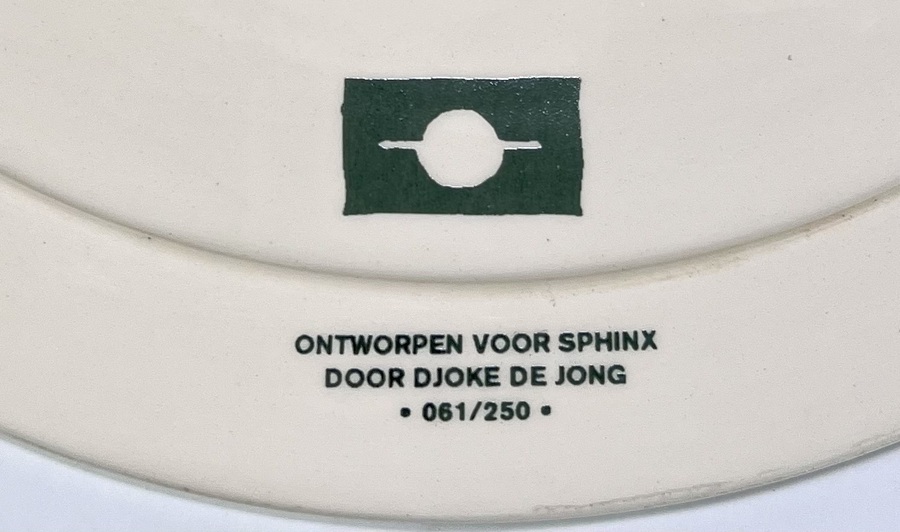 ONTWORPEN VOOR SPHINX
DOOR DJOKE DE JONG
• 061/250 •